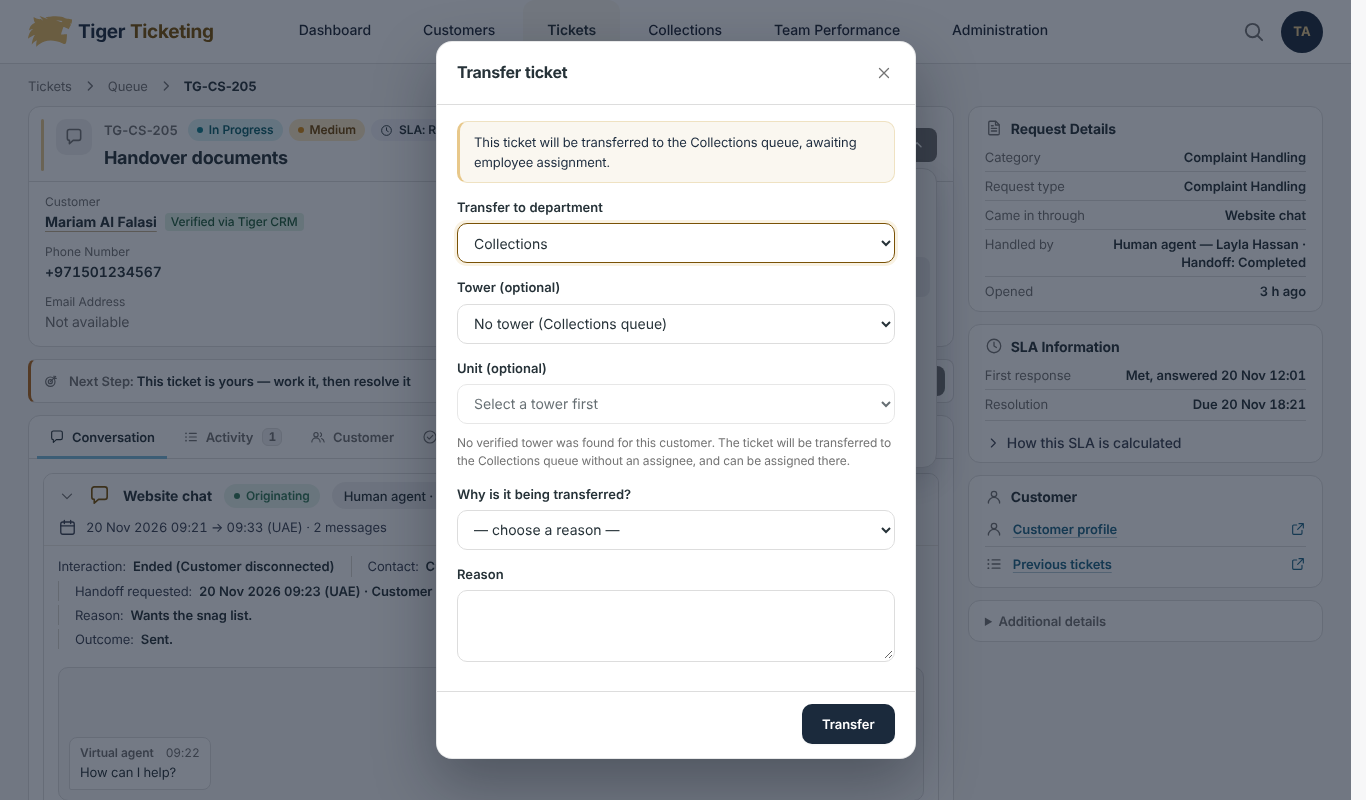 Tiger Ticketing
Dashboard
Customers
Tickets
Collections
Team Performance
Administration
TA
Tickets
Queue
TG-CS-205
TG-CS-205
In Progress
Medium
SLA: R
Handover documents
Customer
Mariam Al Falasi
Verified via Tiger CRM
Phone Number
+971501234567
Email Address
Not available
Next Step: This ticket is yours — work it, then resolve it
Conversation
Activity 1
Customer
Website chat
Originating
Human agent ·
20 Nov 2026 09:21 → 09:33 (UAE) · 2 messages
Interaction: Ended (Customer disconnected)
Contact: C
Handoff requested: 20 Nov 2026 09:23 (UAE) · Customer
Reason: Wants the snag list.
Outcome: Sent.
Virtual agent 09:22
How can I help?
Transfer ticket
This ticket will be transferred to the Collections queue, awaiting
employee assignment.
Transfer to department
Collections
Tower (optional)
No tower (Collections queue)
Unit (optional)
Select a tower first
No verified tower was found for this customer. The ticket will be transferred to
the Collections queue without an assignee, and can be assigned there.
Why is it being transferred?
— choose a reason —
Reason
Transfer
Request Details
Category Complaint Handling
Request type Complaint Handling
Came in through Website chat
Handled by Human agent — Layla Hassan ·
Handoff: Completed
Opened 3 h ago
SLA Information
First response Met, answered 20 Nov 12:01
Resolution Due 20 Nov 18:21
How this SLA is calculated
Customer
Customer profile
Previous tickets
Additional details